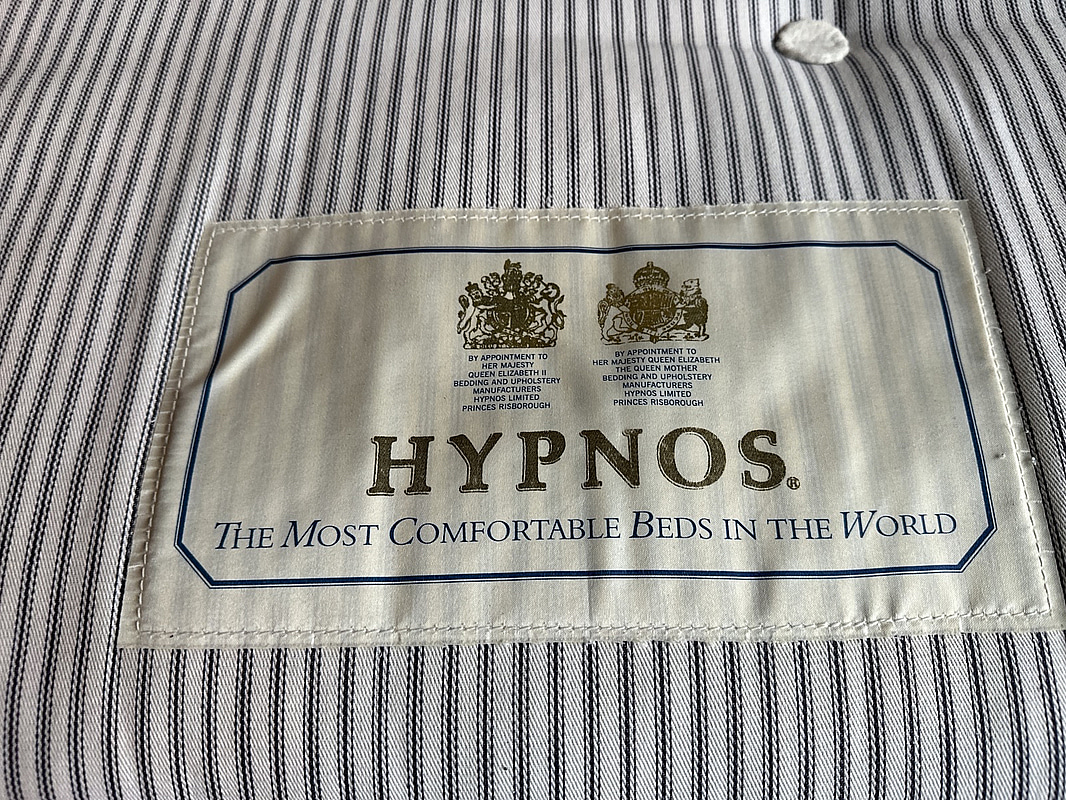 BY APPOINTMENT TO
HER MAJESTY
QUEEN ELIZABETH II
BEDDING AND UPHOLSTERY
MANUFACTURERS
HYPNOS LIMITED
PRINCES RISBOROUGH
BY APPOINTMENT TO
HER MAJESTY QUEEN ELIZABETH
THE QUEEN MOTHER
BEDDING AND UPHOLSTERY
MANUFACTURERS
HYPNOS LIMITED
PRINCES RISBOROUGH
HYPNOS®
THE MOST COMFORTABLE BEDS IN THE WORLD